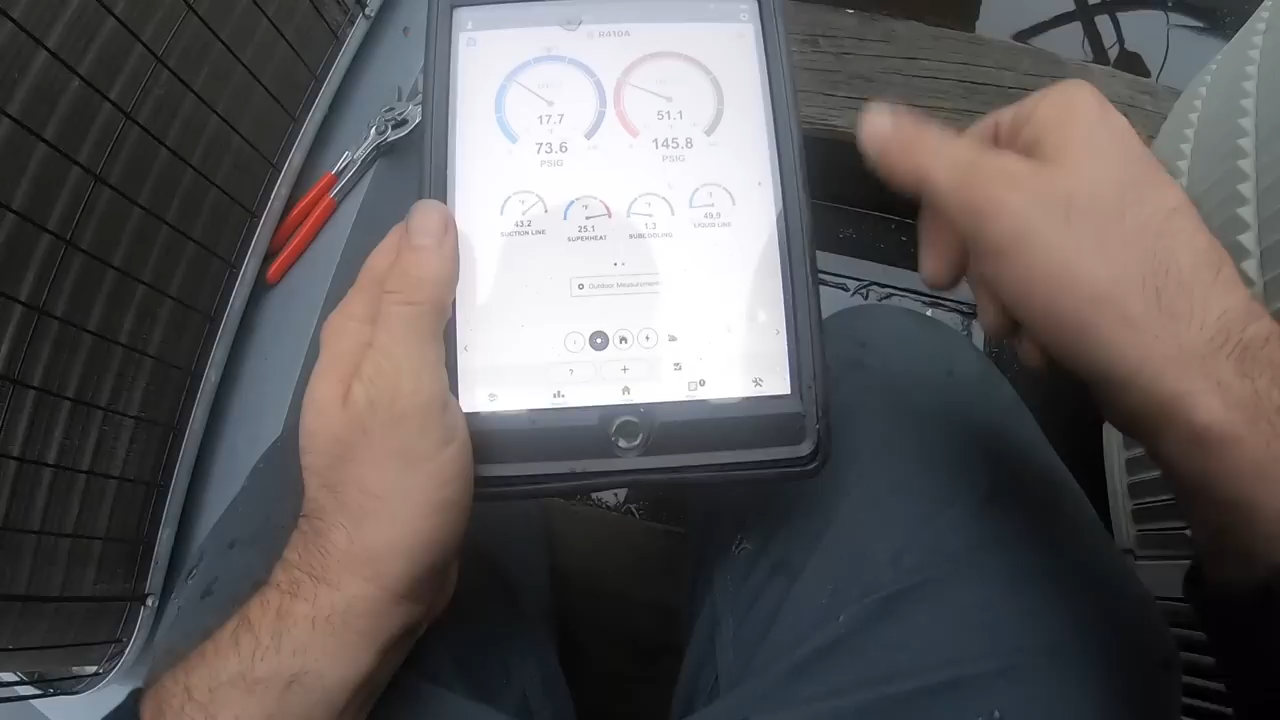 R410A
17.7
51.1
°F
73.6
145.8
PSIG
PSIG
°F
°F
°F
°F
43.2
25.1
1.3
49.9
SUCTION LINE
SUPERHEAT
SUBCOOLING
LIQUID LINE
Outdoor Measurement
?
+